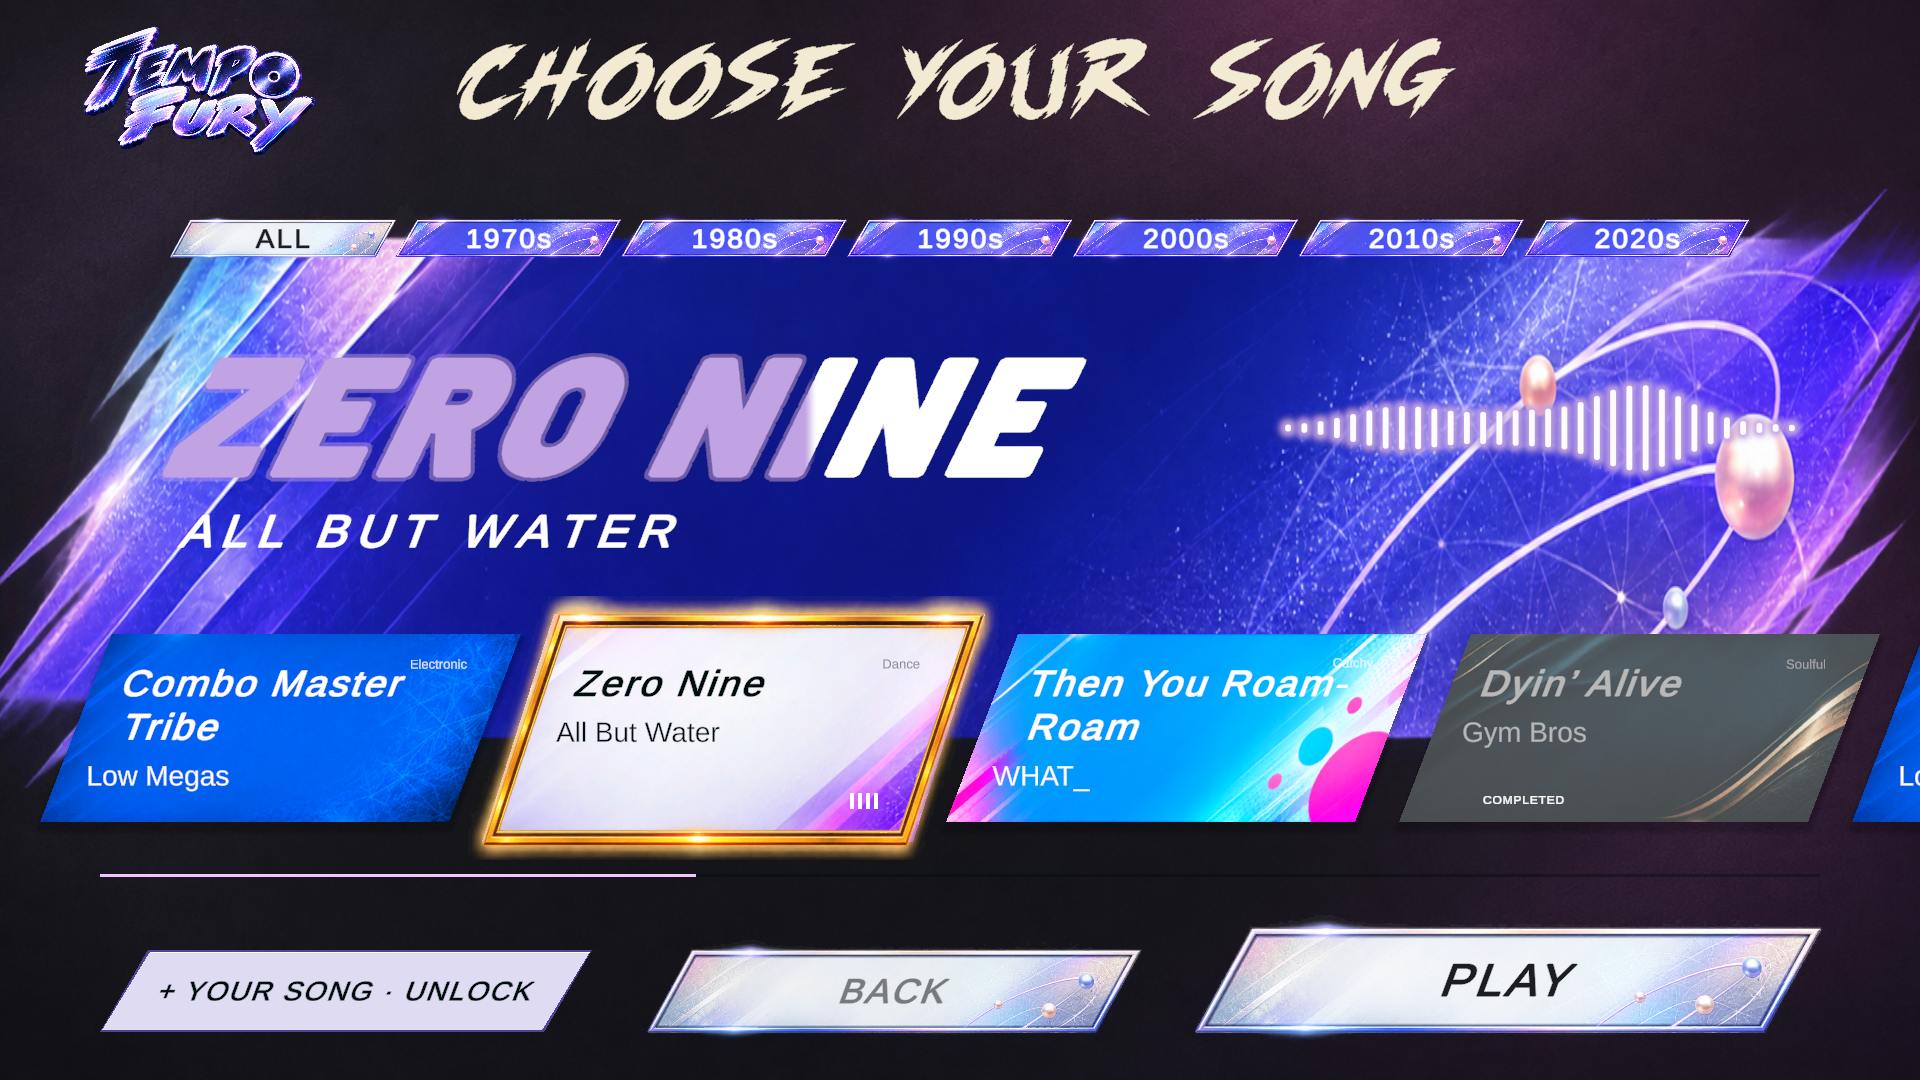 TEMPO
FURY
CHOOSE YOUR SONG
ALL
1970s
1980s
1990s
2000s
2010s
2020s
ZERO NINE
ALL BUT WATER
Combo Master
Tribe
Electronic
Low Megas
Zero Nine
Dance
All But Water
Then You Roam-
Roam
Catchy
WHAT_
Dyin’ Alive
Soulful
Gym Bros
COMPLETED
Lo
+ YOUR SONG · UNLOCK
BACK
PLAY